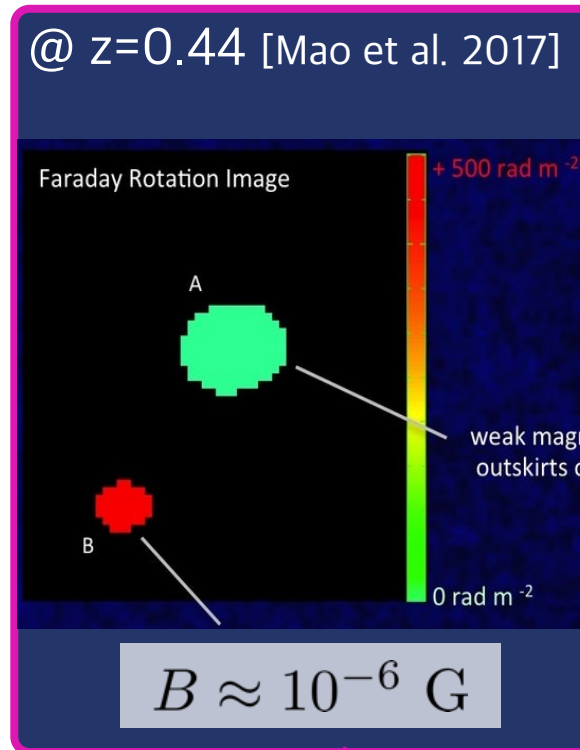 @ z=0.44 [Mao et al. 2017]
Faraday Rotation Image
+ 500 rad m ⁻²
A
weak
outskirts
B
0 rad m ⁻²
B ≈ 10⁻⁶ G